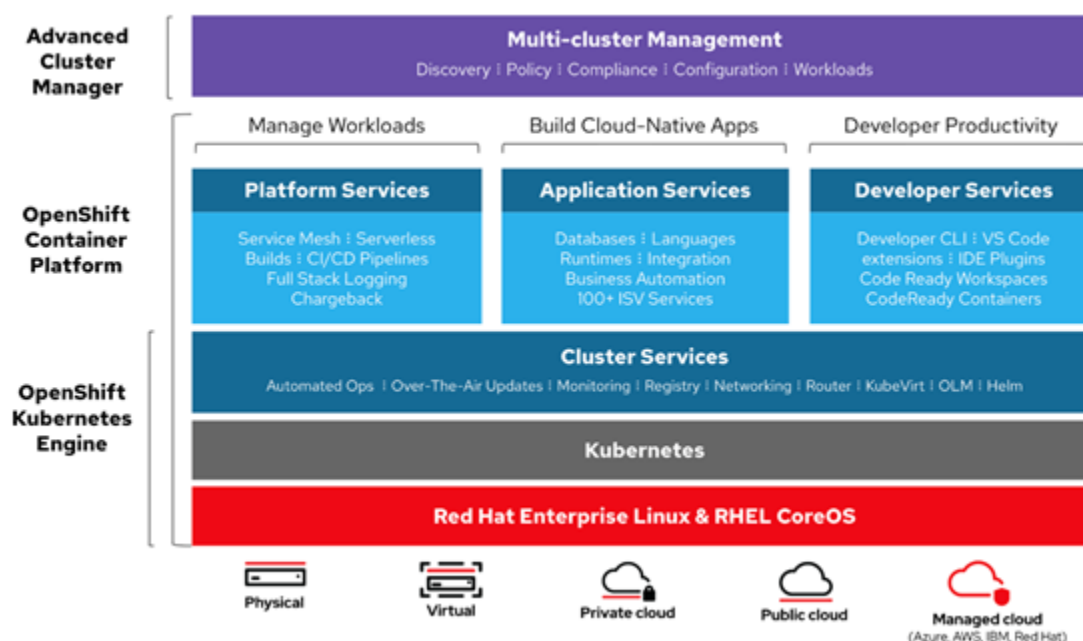 Advanced
Cluster
Manager
Multi-cluster Management
Discovery ⁝ Policy ⁝ Compliance ⁝ Configuration ⁝ Workloads
Manage Workloads
Build Cloud-Native Apps
Developer Productivity
OpenShift
Container
Platform
Platform Services
Service Mesh ⁝ Serverless
Builds ⁝ CI/CD Pipelines
Full Stack Logging
Chargeback
Application Services
Databases ⁝ Languages
Runtimes ⁝ Integration
Business Automation
100+ ISV Services
Developer Services
Developer CLI ⁝ VS Code
extensions ⁝ IDE Plugins
Code Ready Workspaces
CodeReady Containers
OpenShift
Kubernetes
Engine
Cluster Services
Automated Ops ⁝ Over-The-Air Updates ⁝ Monitoring ⁝ Registry ⁝ Networking ⁝ Router ⁝ KubeVirt ⁝ OLM ⁝ Helm
Kubernetes
Red Hat Enterprise Linux & RHEL CoreOS
Physical
Virtual
Private cloud
Public cloud
Managed cloud
(Azure, AWS, IBM, Red Hat)